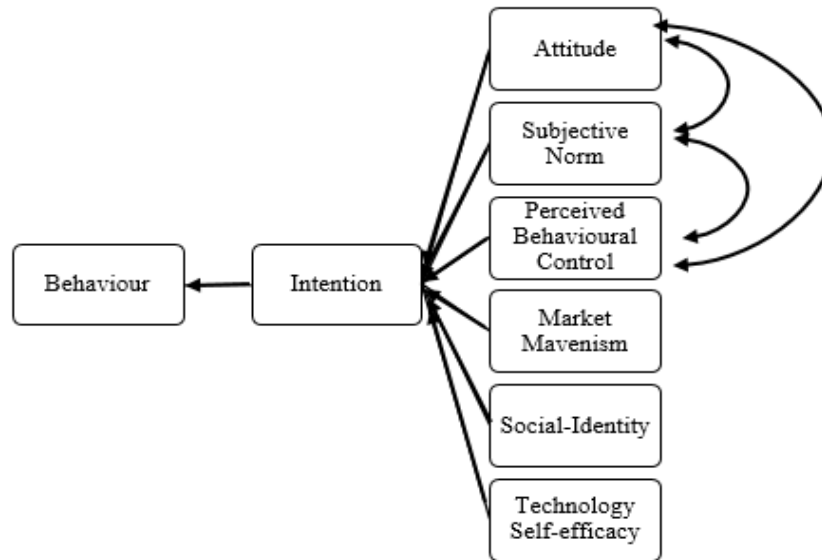 Attitude
Subjective
Norm
Perceived
Behavioural
Control
Behaviour
Intention
Market
Mavenism
Social-Identity
Technology
Self-efficacy